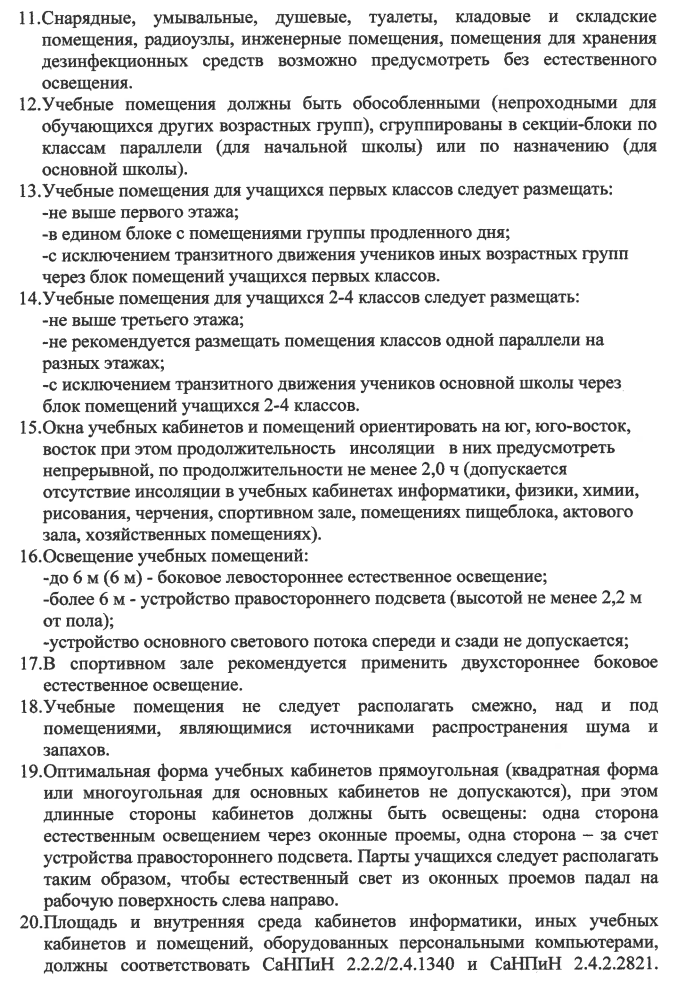 11.Снарядные, умывальные, душевые, туалеты, кладовые и складские
помещения, радиоузлы, инженерные помещения, помещения для хранения
дезинфекционных средств возможно предусмотреть без естественного
освещения.
12.Учебные помещения должны быть обособленными (непроходными для
обучающихся других возрастных групп), сгруппированы в секции-блоки по
классам параллели (для начальной школы) или по назначению (для
основной школы).
13.Учебные помещения для учащихся первых классов следует размещать:
-не выше первого этажа;
-в едином блоке с помещениями группы продленного дня;
-с исключением транзитного движения учеников иных возрастных групп
через блок помещений учащихся первых классов.
14.Учебные помещения для учащихся 2-4 классов следует размещать:
-не выше третьего этажа;
-не рекомендуется размещать помещения классов одной параллели на
разных этажах;
-с исключением транзитного движения учеников основной школы через
блок помещений учащихся 2-4 классов.
15.Окна учебных кабинетов и помещений ориентировать на юг, юго-восток,
восток при этом продолжительность инсоляции в них предусмотреть
непрерывной, по продолжительности не менее 2,0 ч (допускается
отсутствие инсоляции в учебных кабинетах информатики, физики, химии,
рисования, черчения, спортивном зале, помещениях пищеблока, актового
зала, хозяйственных помещениях).
16.Освещение учебных помещений:
-до 6 м (6 м) - боковое левостороннее естественное освещение;
-более 6 м - устройство правостороннего подсвета (высотой не менее 2,2 м
от пола);
-устройство основного светового потока спереди и сзади не допускается;
17.В спортивном зале рекомендуется применить двухстороннее боковое
естественное освещение.
18.Учебные помещения не следует располагать смежно, над и под
помещениями, являющимися источниками распространения шума и
запахов.
19.Оптимальная форма учебных кабинетов прямоугольная (квадратная форма
или многоугольная для основных кабинетов не допускаются), при этом
длинные стороны кабинетов должны быть освещены: одна сторона
естественным освещением через оконные проемы, одна сторона – за счет
устройства правостороннего подсвета. Парты учащихся следует располагать
таким образом, чтобы естественный свет из оконных проемов падал на
рабочую поверхность слева направо.
20.Площадь и внутренняя среда кабинетов информатики, иных учебных
кабинетов и помещений, оборудованных персональными компьютерами,
должны соответствовать СаНПиН 2.2.2/2.4.1340 и СаНПиН 2.4.2.2821.